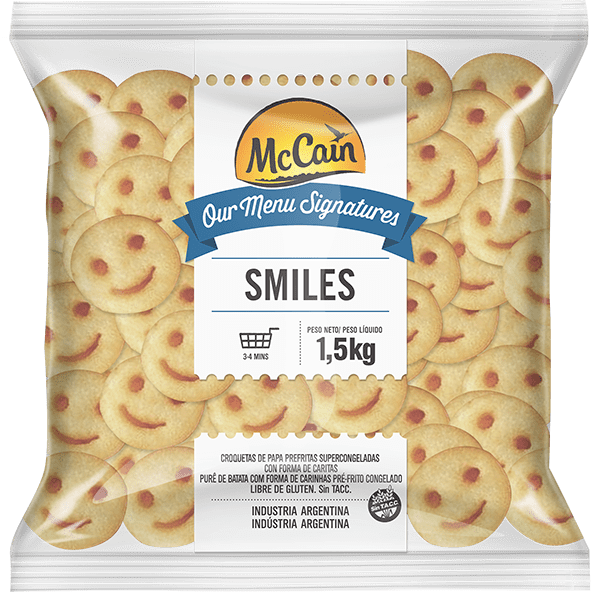 McCain
Our Menu Signatures
SMILES
3-4 MINS
PESO NETO/ PESO LÍQUIDO
1,5kg
CROQUETAS DE PAPA PREFRITAS SUPERCONGELADAS
CON FORMA DE CARITAS
PURÊ DE BATATA COM FORMA DE CARINHAS PRÉ-FRITO CONGELADO
LIBRE DE GLUTEN. Sin TACC.
Sin T.A.C.C.
INDUSTRIA ARGENTINA
INDÚSTRIA ARGENTINA